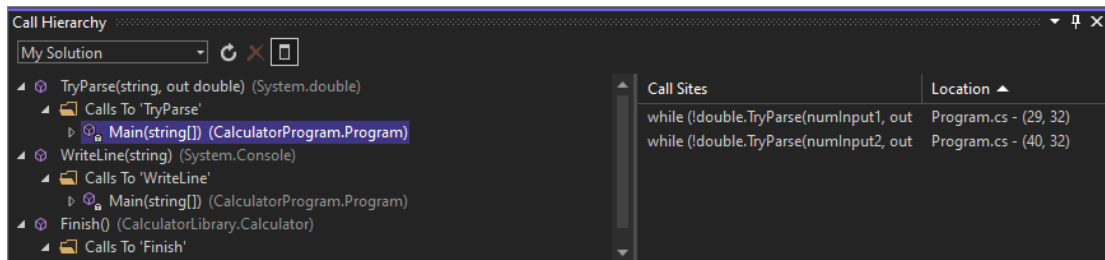 Call Hierarchy
My Solution
TryParse(string, out double) (System.double)
Calls To 'TryParse'
Main(string[]) (CalculatorProgram.Program)
WriteLine(string) (System.Console)
Calls To 'WriteLine'
Main(string[]) (CalculatorProgram.Program)
Finish() (CalculatorLibrary.Calculator)
Calls To 'Finish'
Call Sites Location
while (!double.TryParse(numInput1, out Program.cs - (29, 32)
while (!double.TryParse(numInput2, out Program.cs - (40, 32)